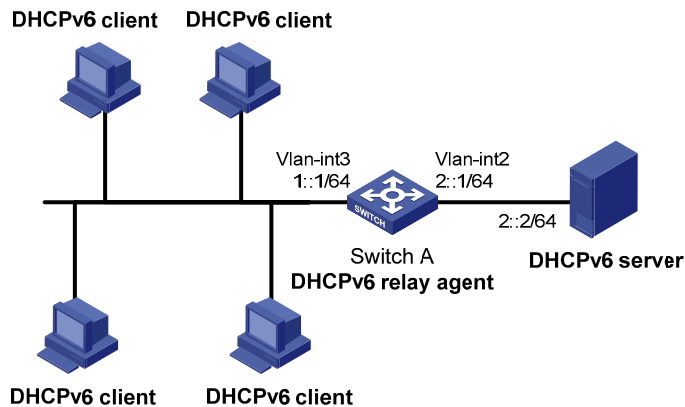 DHCPv6 client
DHCPv6 client
Vlan-int3
1::1/64
Vlan-int2
2::1/64
2::2/64
SWITCH
Switch A
DHCPv6 relay agent
DHCPv6 server
DHCPv6 client
DHCPv6 client